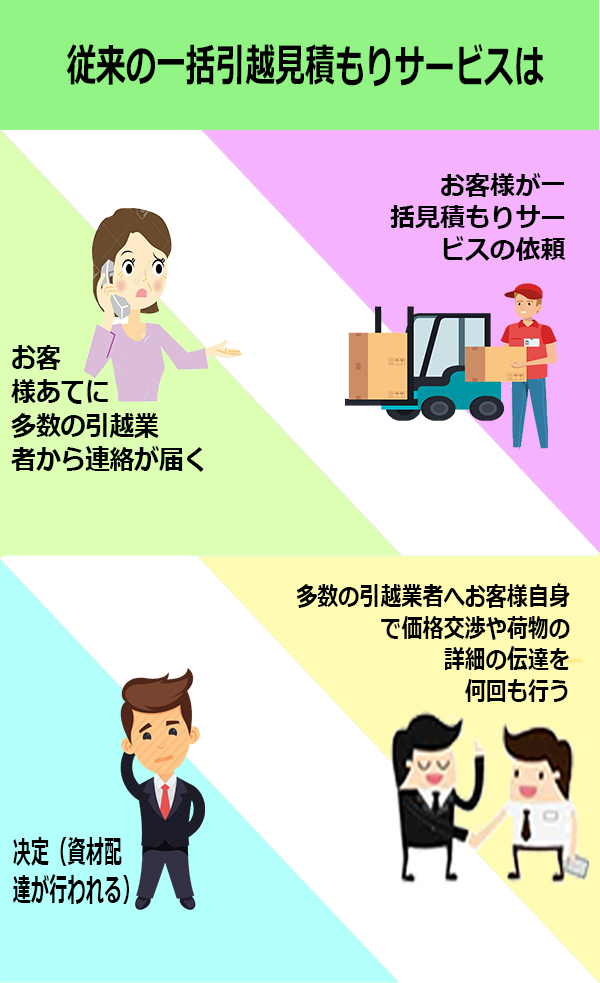 従来の一括引越見積もりサービスは
お客様が一
括見積もりサー
ビスの依頼
お客
様あてに
多数の引越業
者から連絡が届く
多数の引越業者へお客様自身
で価格交渉や荷物の
詳細の伝達を
何回も行う
决定（資材配
達が行われる）